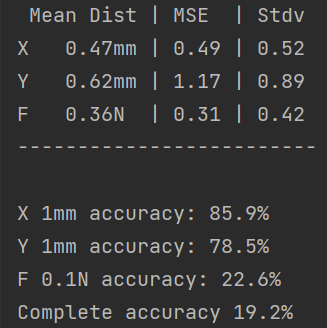 Mean Dist | MSE | Stdv
X 0.47mm | 0.49 | 0.52
Y 0.62mm | 1.17 | 0.89
F 0.36N | 0.31 | 0.42
-------------------------
X 1mm accuracy: 85.9%
Y 1mm accuracy: 78.5%
F 0.1N accuracy: 22.6%
Complete accuracy 19.2%